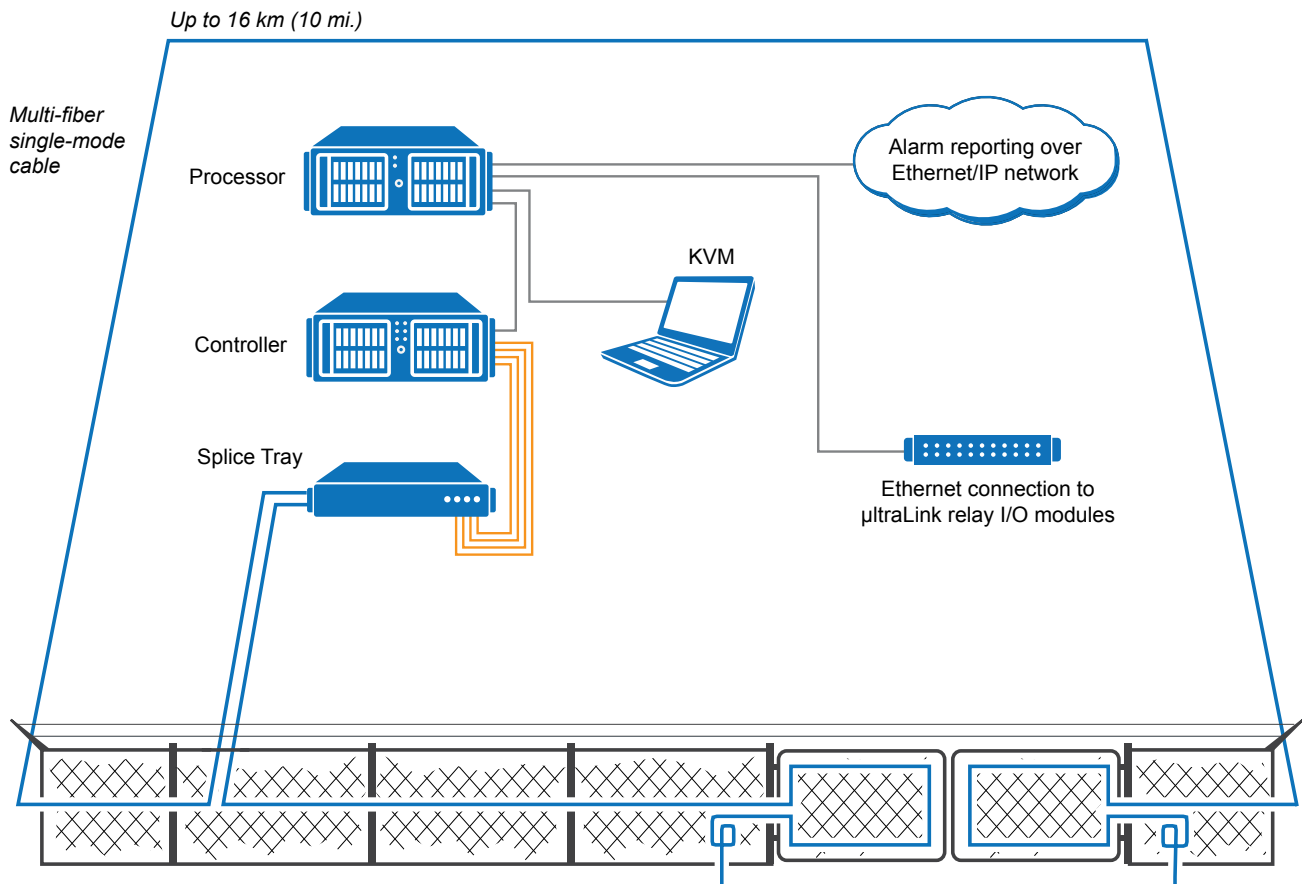 Up to 16 km (10 mi.)
Multi-fiber
single-mode
cable
Processor
Alarm reporting over
Ethernet/IP network
KVM
Controller
Splice Tray
Ethernet connection to
µltraLink relay I/O modules